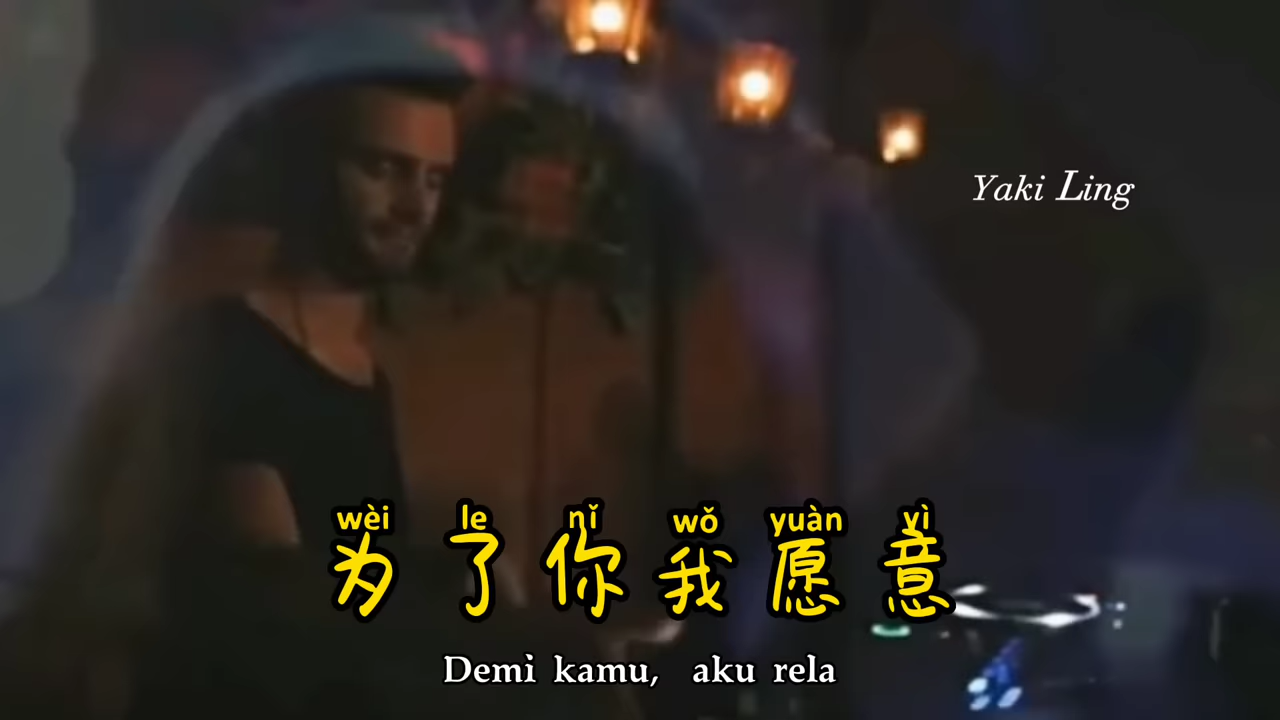 Yaki Ling
wèi le nǐ wǒ yuàn yì
为了你我愿意
Demi kamu, aku rela